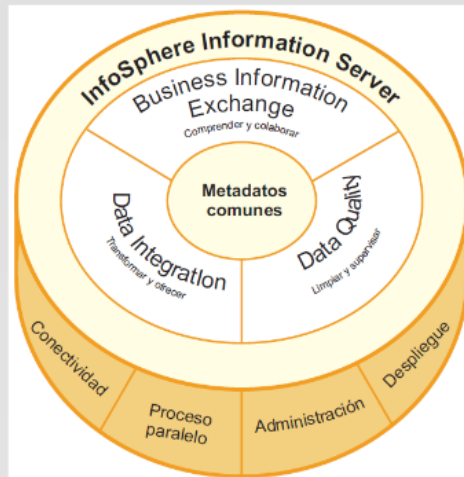 InfoSphere Information Server
Business Information
Exchange
Comprender y colaborar
Metadatos
comunes
Data Integration
Transformar y ofrecer
Data Quality
Limpiar y supervisar
Conectividad
Proceso
paralelo
Administración
Despliegue